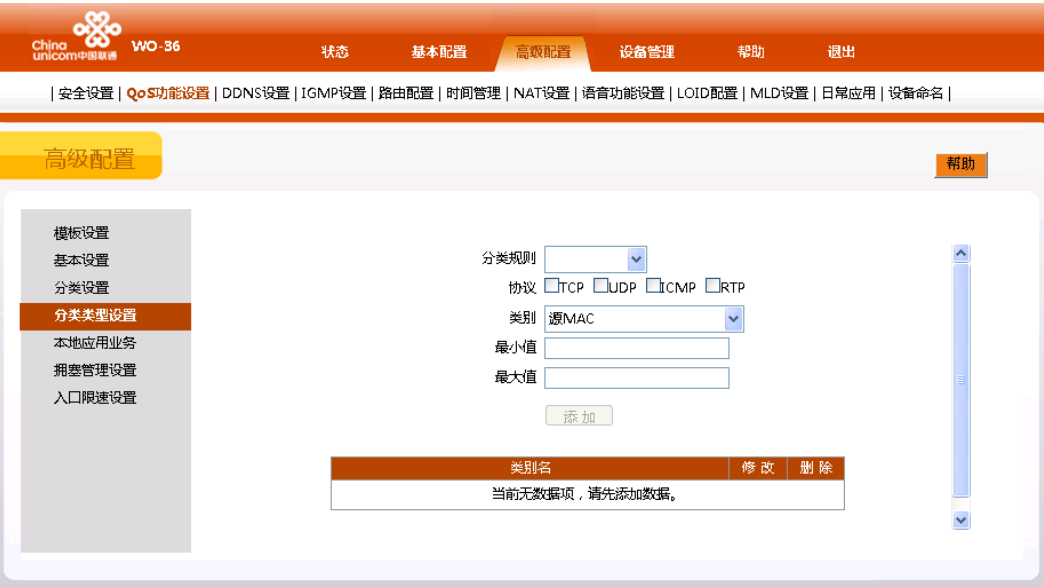 China
unicom中国联通
WO-36
状态 基本配置 高级配置 设备管理 帮助 退出
| 安全设置 | QoS功能设置 | DDNS设置 | IGMP设置 | 路由配置 | 时间管理 | NAT设置 | 语音功能设置 | LOID配置 | MLD设置 | 日常应用 | 设备命名 |
高级配置
帮助
模板设置
基本设置
分类设置
分类类型设置
本地应用业务
拥塞管理设置
入口限速设置
分类规则
协议 TCP UDP ICMP RTP
类别 源MAC
最小值
最大值
添加
类别名 修改 删除
当前无数据项，请先添加数据。